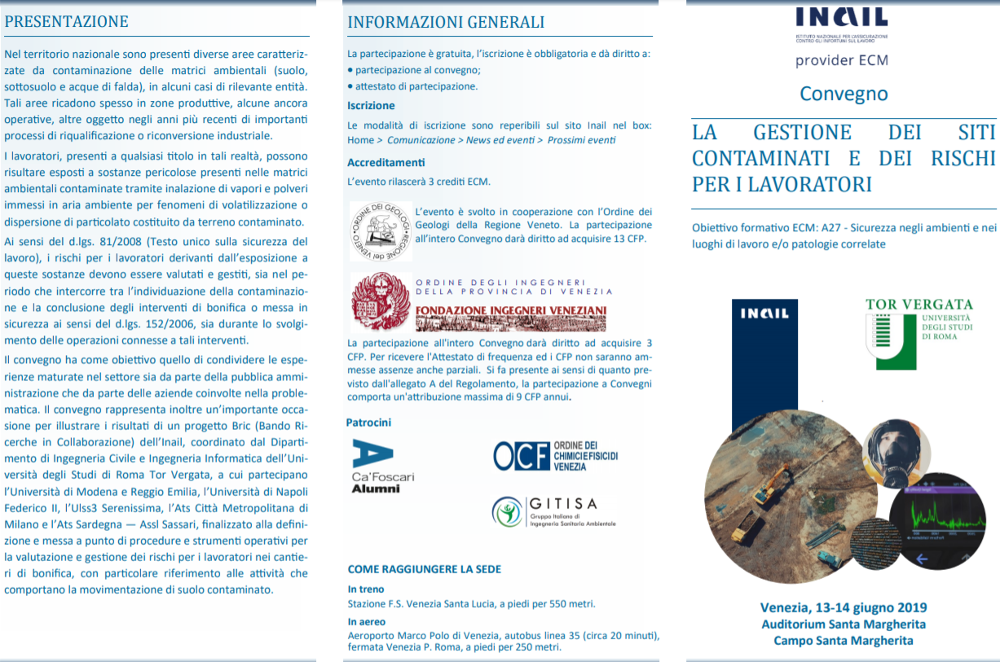 PRESENTAZIONE
Nel territorio nazionale sono presenti diverse aree caratteriz-
zate da contaminazione delle matrici ambientali (suolo,
sottosuolo e acque di falda), in alcuni casi di rilevante entità.
Tali aree ricadono spesso in zone produttive, alcune ancora
operative, altre oggetto negli anni più recenti di importanti
processi di riqualificazione o riconversione industriale.
I lavoratori, presenti a qualsiasi titolo in tali realtà, possono
risultare esposti a sostanze pericolose presenti nelle matrici
ambientali contaminate tramite inalazione di vapori e polveri
immessi in aria ambiente per fenomeni di volatilizzazione o
dispersione di particolato costituito da terreno contaminato.
Ai sensi del d.lgs. 81/2008 (Testo unico sulla sicurezza del
lavoro), i rischi per i lavoratori derivanti dall'esposizione a
queste sostanze devono essere valutati e gestiti, sia nel pe-
riodo che intercorre tra l'individuazione della contaminazio-
ne e la conclusione degli interventi di bonifica o messa in
sicurezza ai sensi del d.lgs. 152/2006, sia durante lo svolgi-
mento delle operazioni connesse a tali interventi.
Il convegno ha come obiettivo quello di condividere le espe-
rienze maturate nel settore sia da parte della pubblica ammi-
nistrazione che da parte delle aziende coinvolte nella proble-
matica. Il convegno rappresenta inoltre un'importante occa-
sione per illustrare i risultati di un progetto Bric (Bando Ri-
cerche in Collaborazione) dell'Inail, coordinato dal Diparti-
mento di Ingegneria Civile e Ingegneria Informatica dell'Uni-
versità degli Studi di Roma Tor Vergata, a cui partecipano
l'Università di Modena e Reggio Emilia, l'Università di Napoli
Federico II, l'Ulss3 Serenissima, l'Ats Città Metropolitana di
Milano e l'Ats Sardegna — Assl Sassari, finalizzato alla defini-
zione e messa a punto di procedure e strumenti operativi per
la valutazione e gestione dei rischi per i lavoratori nei cantie-
ri di bonifica, con particolare riferimento alle attività che
comportano la movimentazione di suolo contaminato.
INFORMAZIONI GENERALI
La partecipazione è gratuita, l'iscrizione è obbligatoria e dà diritto a:
• partecipazione al convegno;
• attestato di partecipazione.
Iscrizione
Le modalità di iscrizione sono reperibili sul sito Inail nel box:
Home > Comunicazione > News ed eventi > Prossimi eventi
Accreditamenti
L'evento rilascerà 3 crediti ECM.
ORDINE DEI GEOLOGI • REGIONE del VENETO •
L'evento è svolto in cooperazione con l'Ordine dei
Geologi della Regione Veneto. La partecipazione
all'intero Convegno darà diritto ad acquisire 13 CFP.
ORDINE DEGLI INGEGNERI
DELLA PROVINCIA DI VENEZIA
FONDAZIONE INGEGNERI VENEZIANI
La partecipazione all'intero Convegno darà diritto ad acquisire 3
CFP. Per ricevere l'Attestato di frequenza ed i CFP non saranno am-
messe assenze anche parziali. Si fa presente ai sensi di quanto pre-
visto dall'allegato A del Regolamento, la partecipazione a Convegni
comporta un'attribuzione massima di 9 CFP annui.
Patrocini
Ca'Foscari
Alumni
OCF ORDINE DEI
CHIMICI E FISICI DI
VENEZIA
GITISA
Gruppo Italiano di
Ingegneria Sanitaria Ambientale
COME RAGGIUNGERE LA SEDE
In treno
Stazione F.S. Venezia Santa Lucia, a piedi per 550 metri.
In aereo
Aeroporto Marco Polo di Venezia, autobus linea 35 (circa 20 minuti),
fermata Venezia P. Roma, a piedi per 250 metri.
INAIL
ISTITUTO NAZIONALE PER L'ASSICURAZIONE
CONTRO GLI INFORTUNI SUL LAVORO
provider ECM
Convegno
LA GESTIONE DEI SITI
CONTAMINATI E DEI RISCHI
PER I LAVORATORI
Obiettivo formativo ECM: A27 - Sicurezza negli ambienti e nei
luoghi di lavoro e/o patologie correlate
INAIL
TOR VERGATA
UNIVERSITÀ
DEGLI STUDI
DI ROMA
Venezia, 13-14 giugno 2019
Auditorium Santa Margherita
Campo Santa Margherita